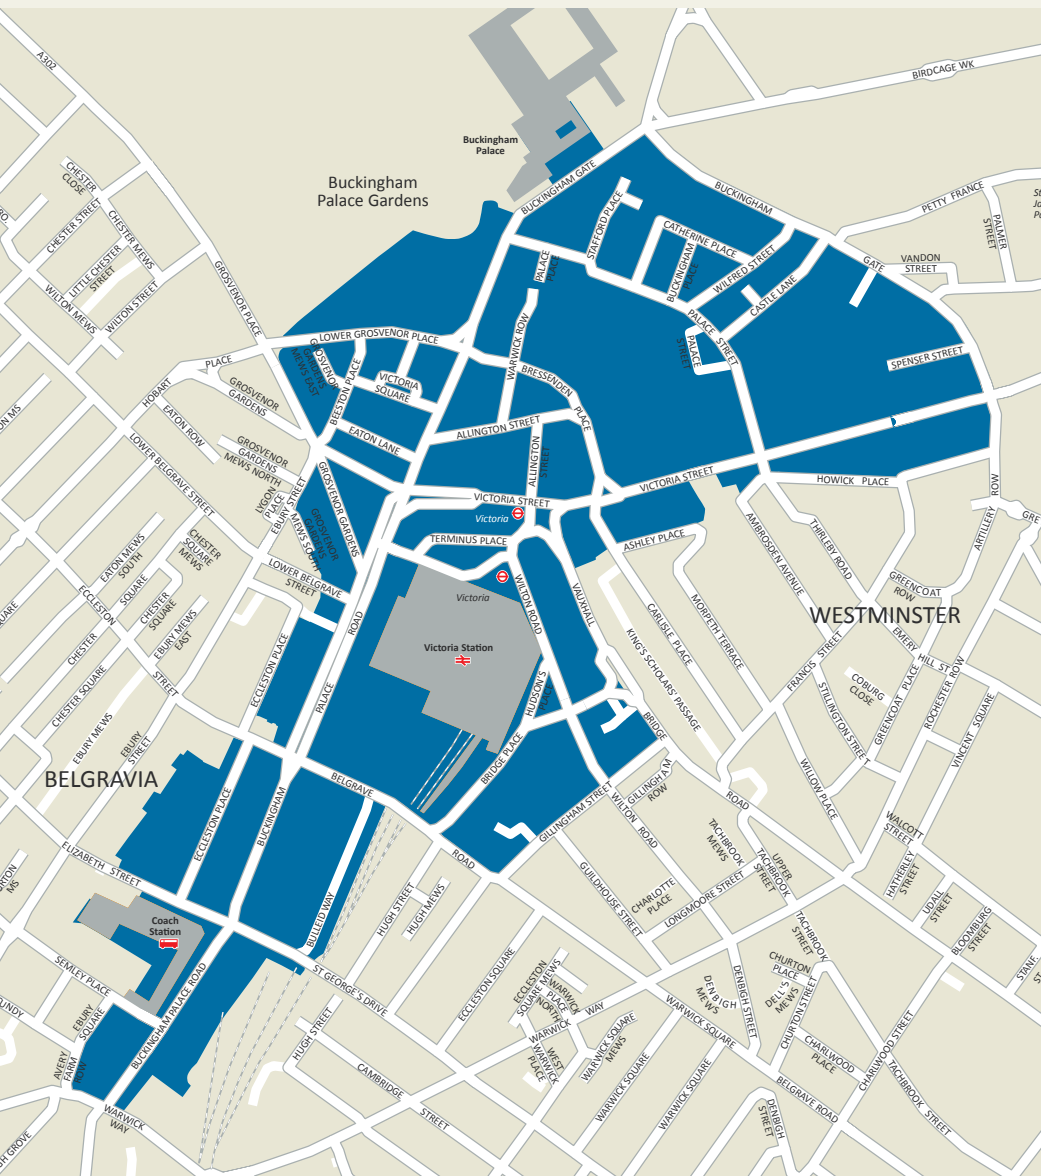 A302
BIRDCAGE WK
Buckingham
Palace
Buckingham
Palace Gardens
BUCKINGHAM GATE
BUCKINGHAM
GATE
PETTY FRANCE
PALMER
STREET
VANDON
STREET
CHESTER
CLOSE
CHESTER STREET
CHESTER MEWS
LITTLE CHESTER
STREET
WILTON MEWS
WILTON STREET
GROSVENOR PLACE
STAFFORD PLACE
CATHERINE PLACE
BUCKINGHAM
PLACE
WILFRED STREET
CASTLE LANE
PALACE
PLACE
PALACE STREET
PALACE
STREET
SPENSER STREET
LOWER GROSVENOR PLACE
WARWICK ROW
BRESSENDEN
PLACE
GROSVENOR
GARDENS
MEWS EAST
BEESTON PLACE
VICTORIA
SQUARE
EATON LANE
ALLINGTON STREET
ALLINGTON
STREET
HOBART
PLACE
GROSVENOR
GARDENS
EATON ROW
GROSVENOR
GARDENS
MEWS NORTH
LOWER BELGRAVE STREET
LYGON
PLACE
EBURY STREET
GROSVENOR GARDENS
GROSVENOR
GARDENS
MEWS SOUTH
VICTORIA STREET
VICTORIA STREET
Victoria
TERMINUS PLACE
Victoria
Victoria Station
WILTON ROAD
VAUXHALL
BRIDGE
ROAD
HUDSON'S
PLACE
BRIDGE PLACE
HOWICK PLACE
ARTILLERY
ROW
ASHLEY PLACE
AMBROSDEN AVENUE
THIRLEBY ROAD
GREENCOAT
ROW
WESTMINSTER
EMERY
HILL ST
CARLISLE PLACE
MORPETH TERRACE
KING'S SCHOLARS' PASSAGE
FRANCIS STREET
COBURG
CLOSE
STILLINGTON STREET
GREENCOAT PLACE
ROCHESTER ROW
VINCENT SQUARE
WILLOW PLACE
WALCOTT
STREET
HATHERLEY
STREET
UDALL
STREET
BLOOMBURG
STREET
EATON MEWS
SOUTH
CHESTER
SQUARE
MEWS
ECCLESTON
STREET
CHESTER
SQUARE
CHESTER
SQUARE
EBURY MEWS
EAST
LOWER BELGRAVE
STREET
CHESTER SQUARE
EBURY MEWS
EBURY
STREET
BELGRAVIA
ECCLESTON PLACE
ECCLESTON PLACE
BUCKINGHAM
PALACE
ROAD
BELGRAVE
ROAD
ELIZABETH STREET
Coach
Station
SEMLEY PLACE
EBURY
SQUARE
AVERY
FARM
ROW
BUCKINGHAM PALACE ROAD
WARWICK
WAY
BULLEID WAY
ST GEORGE'S DRIVE
HUGH STREET
HUGH MEWS
HUGH STREET
CAMBRIDGE
STREET
ECCLESTON SQUARE
ECCLESTON
SQUARE MEWS
WARWICK
PLACE
NORTH
WARWICK WAY
WEST
WARWICK
PLACE
WARWICK SQUARE
MEWS
WARWICK SQUARE
WARWICK SQUARE
WARWICK SQUARE
GILLINGHAM STREET
GILLINGHAM
ROW
WILTON ROAD
GUILDHOUSE STREET
CHARLOTTE
PLACE
LONGMOORE STREET
TACHBROOK
MEWS
UPPER
TACHBROOK
STREET
TACHBROOK
STREET
DENBIGH
MEWS
DENBIGH STREET
CHURTON
PLACE
DELL'S
MEWS
CHURTON STREET
CHARLWOOD
PLACE
CHARLWOOD STREET
TACHBROOK STREET
BELGRAVE ROAD
DENBIGH
STREET